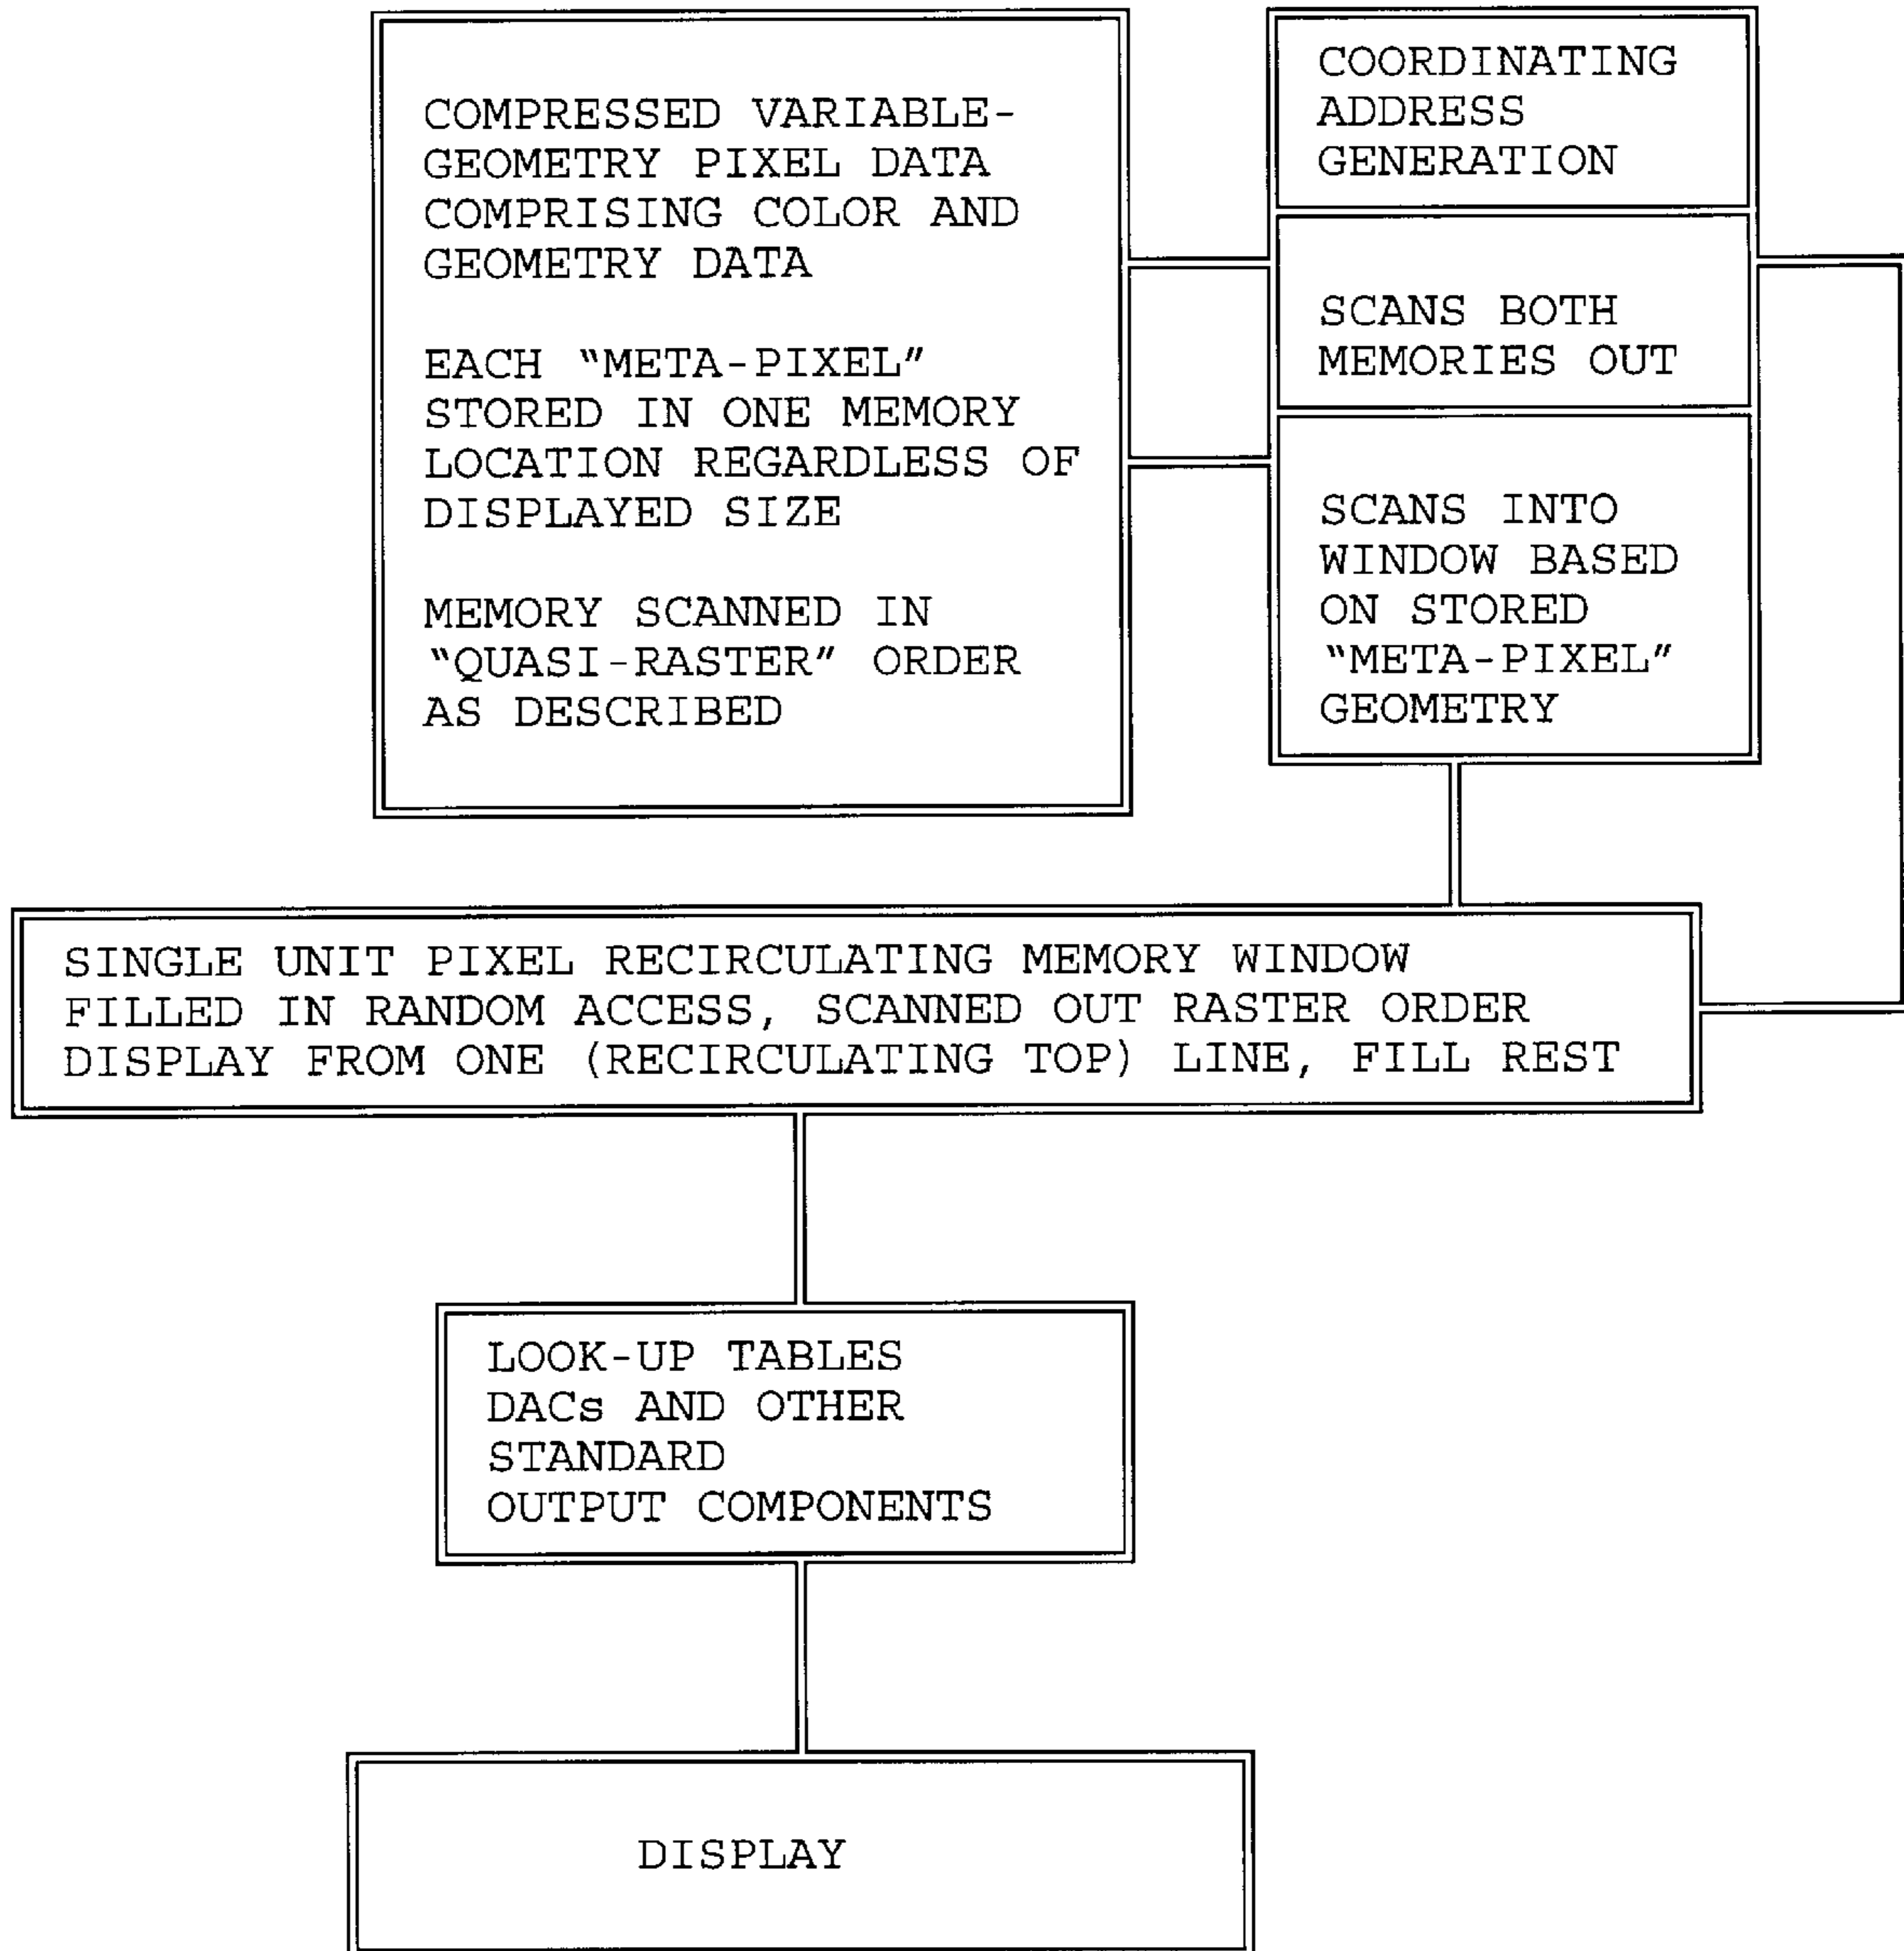 COMPRESSED VARIABLE-
GEOMETRY PIXEL DATA
COMPRISING COLOR AND
GEOMETRY DATA
EACH “META-PIXEL”
STORED IN ONE MEMORY
LOCATION REGARDLESS OF
DISPLAYED SIZE
MEMORY SCANNED IN
“QUASI-RASTER” ORDER
AS DESCRIBED
COORDINATING
ADDRESS
GENERATION
SCANS BOTH
MEMORIES OUT
SCANS INTO
WINDOW BASED
ON STORED
“META-PIXEL”
GEOMETRY
SINGLE UNIT PIXEL RECIRCULATING MEMORY WINDOW
FILLED IN RANDOM ACCESS, SCANNED OUT RASTER ORDER
DISPLAY FROM ONE (RECIRCULATING TOP) LINE, FILL REST
LOOK-UP TABLES
DACs AND OTHER
STANDARD
OUTPUT COMPONENTS
DISPLAY